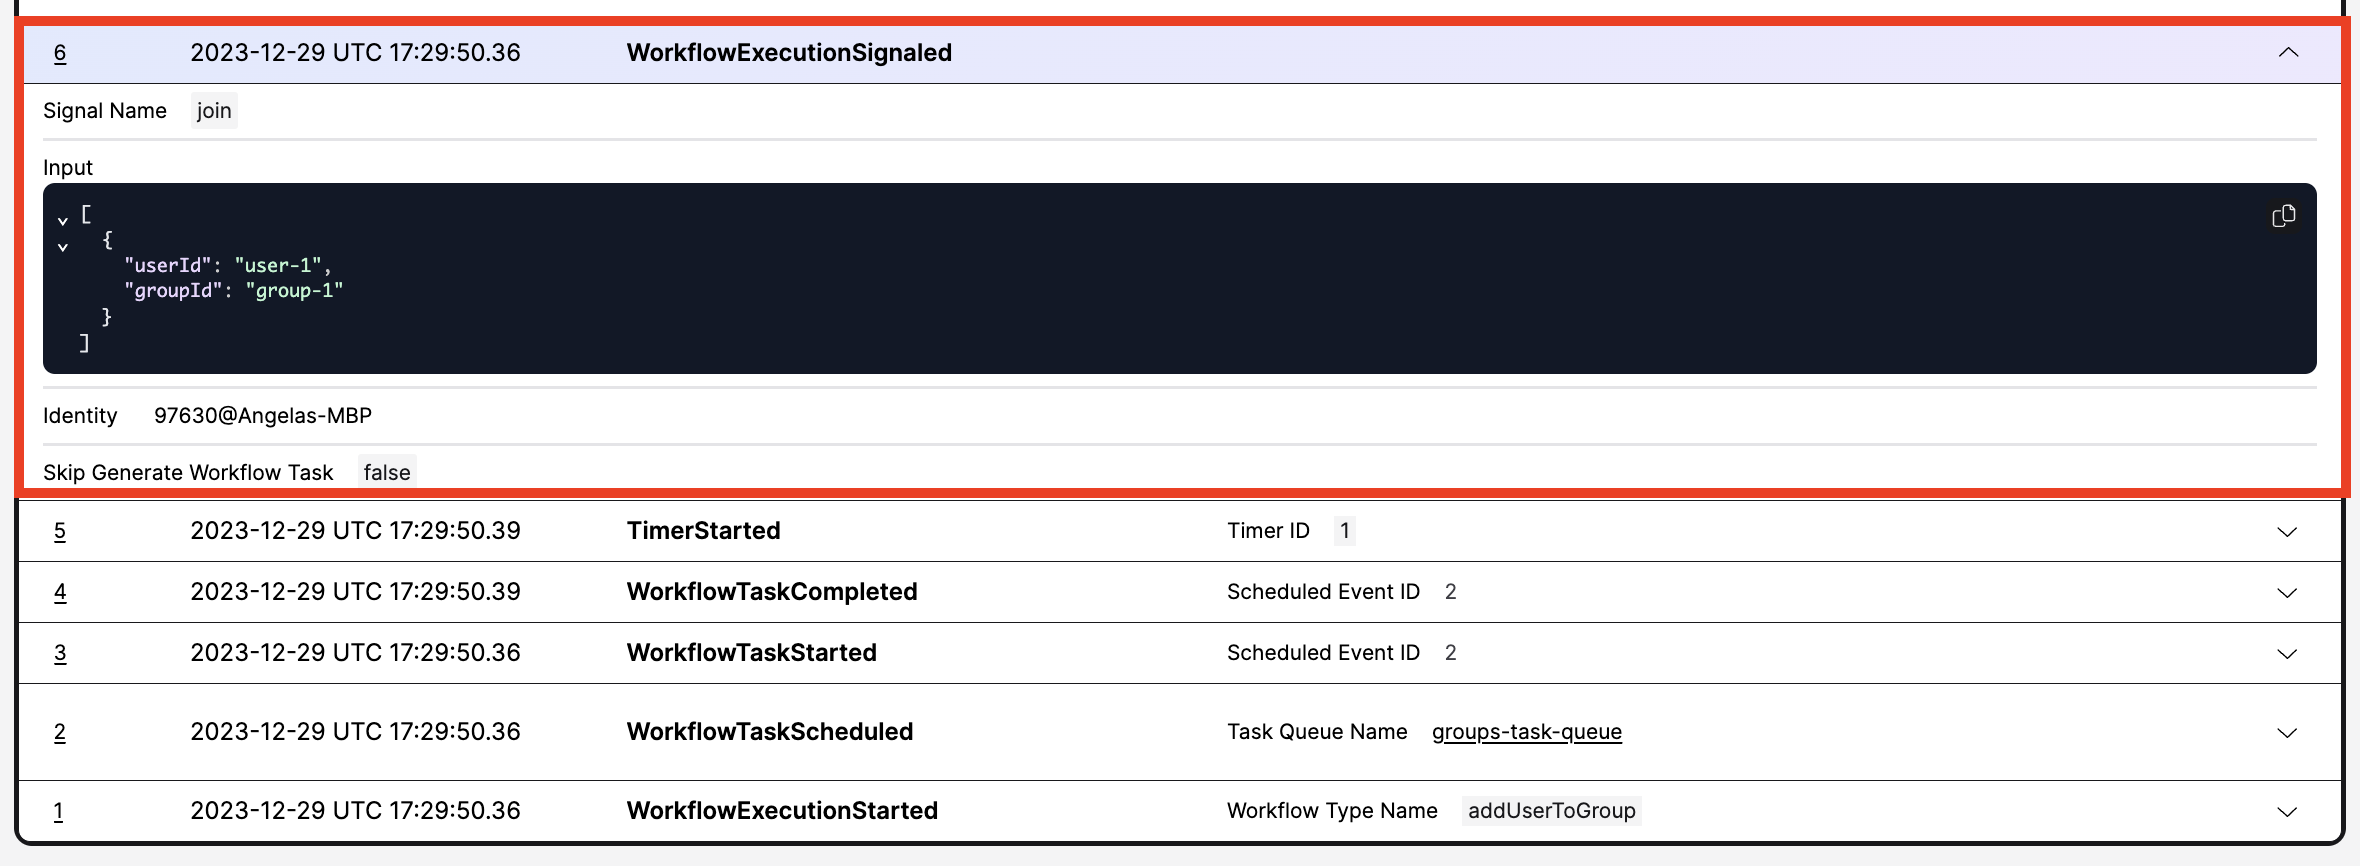 6 2023-12-29 UTC 17:29:50.36 WorkflowExecutionSignaled
Signal Name join
Input
[
{
"userId": "user-1",
"groupId": "group-1"
}
]
Identity 97630@Angelas-MBP
Skip Generate Workflow Task false
5 2023-12-29 UTC 17:29:50.39 TimerStarted Timer ID 1
4 2023-12-29 UTC 17:29:50.39 WorkflowTaskCompleted Scheduled Event ID 2
3 2023-12-29 UTC 17:29:50.36 WorkflowTaskStarted Scheduled Event ID 2
2 2023-12-29 UTC 17:29:50.36 WorkflowTaskScheduled Task Queue Name groups-task-queue
1 2023-12-29 UTC 17:29:50.36 WorkflowExecutionStarted Workflow Type Name addUserToGroup